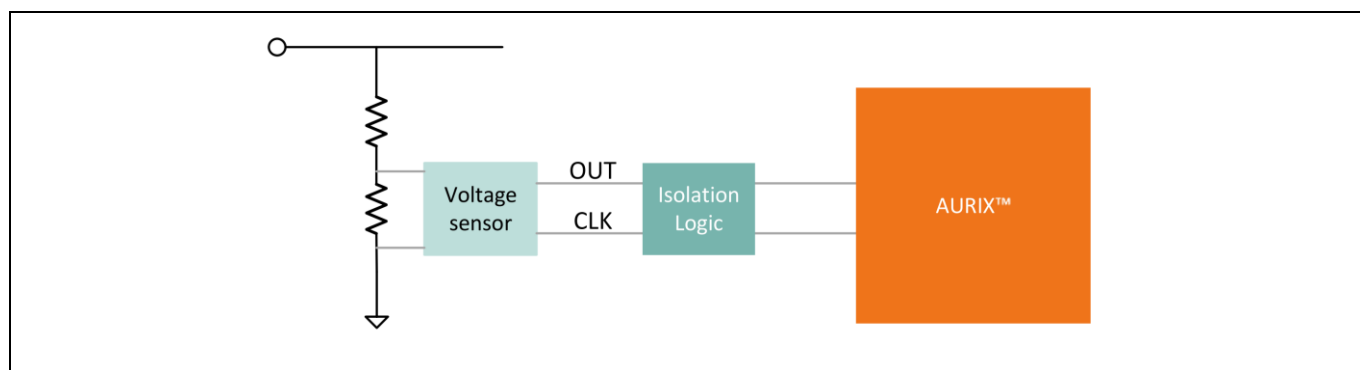 OUT
CLK
Voltage
sensor
Isolation
Logic
AURIX™